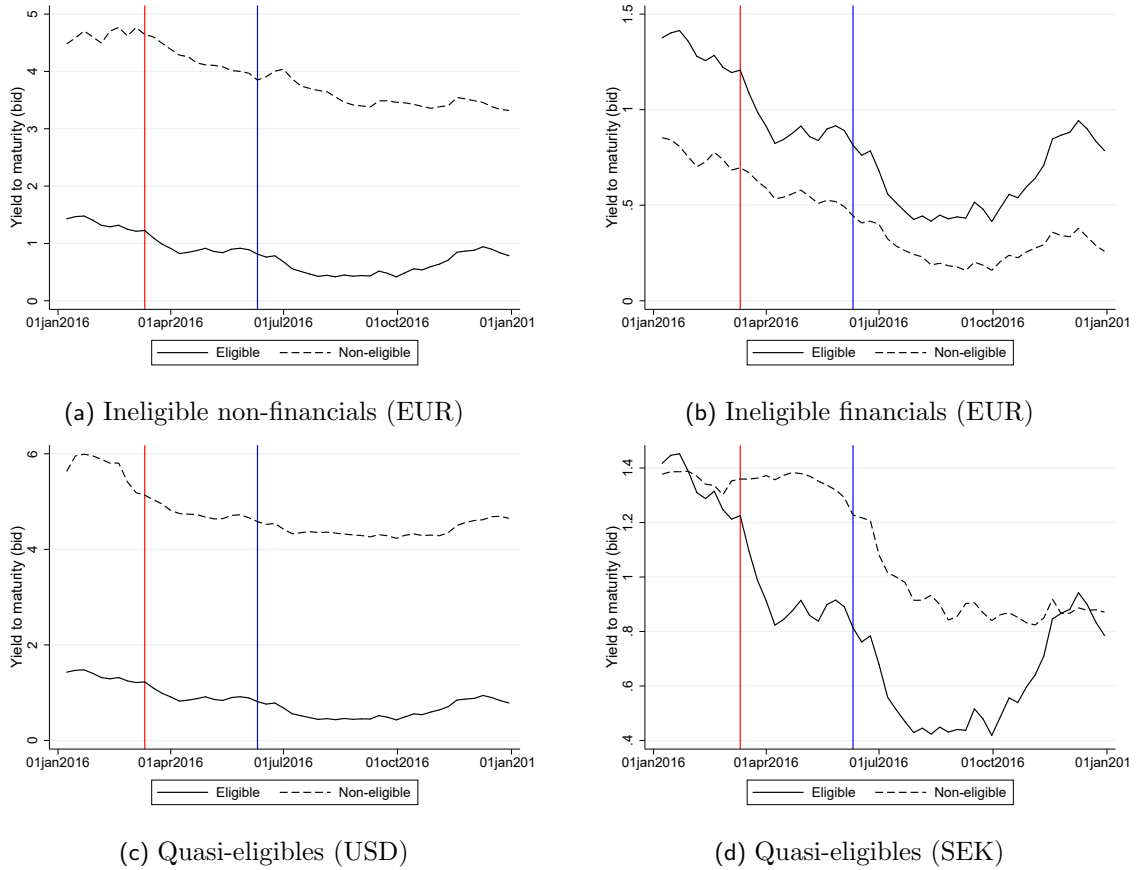 0
1
2
3
4
5
Yield to maturity (bid)
01jan2016 01apr2016 01jul2016 01oct2016 01jan201
Eligible Non-eligible
(a) Ineligible non-financials (EUR)
0
.5
1
1.5
Yield to maturity (bid)
01jan2016 01apr2016 01jul2016 01oct2016 01jan201
Eligible Non-eligible
(b) Ineligible financials (EUR)
0
2
4
6
Yield to maturity (bid)
01jan2016 01apr2016 01jul2016 01oct2016 01jan201
Eligible Non-eligible
(c) Quasi-eligibles (USD)
.4
.6
.8
1
1.2
1.4
Yield to maturity (bid)
01jan2016 01apr2016 01jul2016 01oct2016 01jan201
Eligible Non-eligible
(d) Quasi-eligibles (SEK)